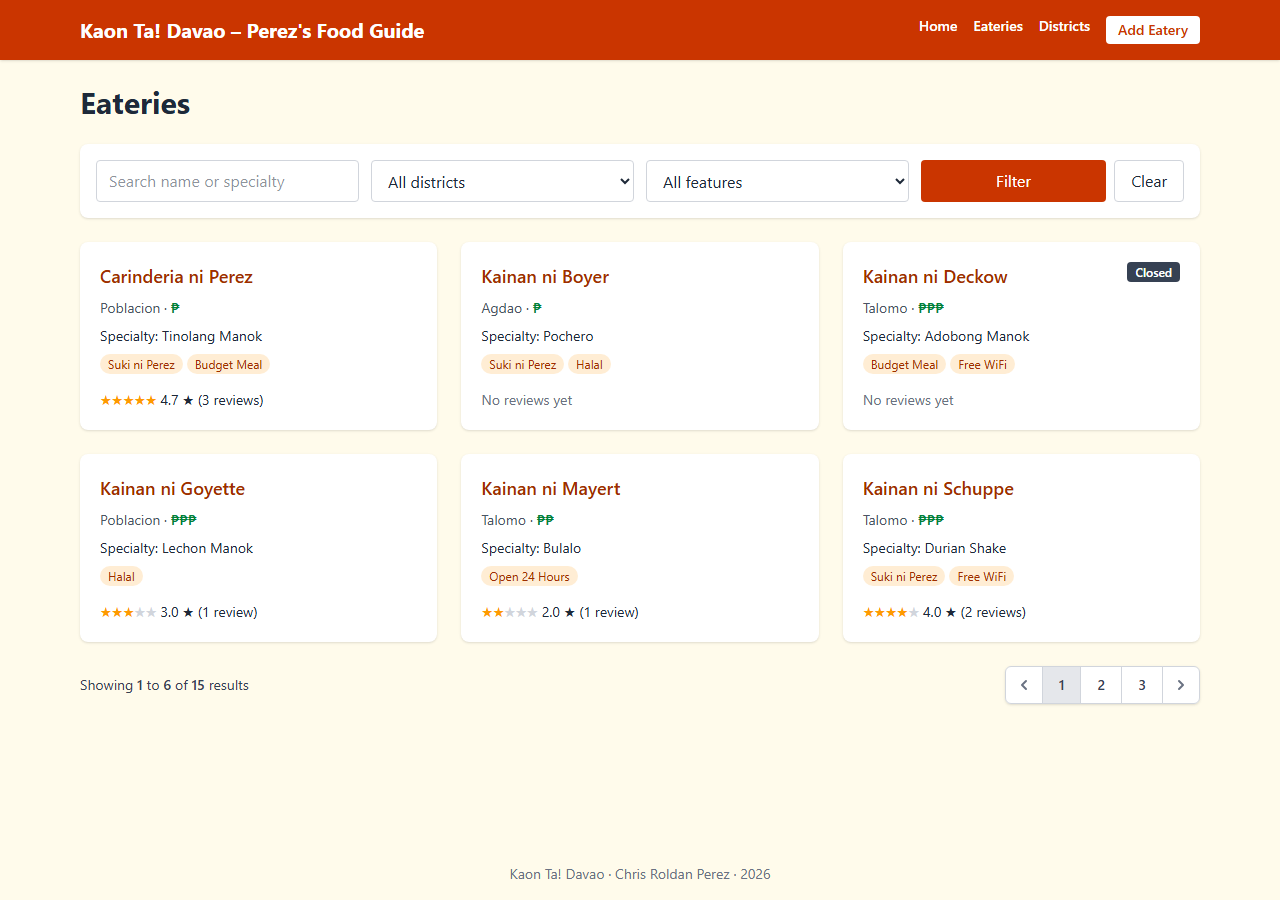 Kaon Ta! Davao – Perez's Food Guide
Home Eateries Districts Add Eatery
Eateries
Search name or specialty All districts All features Filter Clear
Carinderia ni Perez
Poblacion · ₱
Specialty: Tinolang Manok
Suki ni Perez Budget Meal
★★★★★ 4.7 ★ (3 reviews)
Kainan ni Boyer
Agdao · ₱
Specialty: Pochero
Suki ni Perez Halal
No reviews yet
Kainan ni Deckow Closed
Talomo · ₱₱₱
Specialty: Adobong Manok
Budget Meal Free WiFi
No reviews yet
Kainan ni Goyette
Poblacion · ₱₱₱
Specialty: Lechon Manok
Halal
★★★★★ 3.0 ★ (1 review)
Kainan ni Mayert
Talomo · ₱₱
Specialty: Bulalo
Open 24 Hours
★★★★★ 2.0 ★ (1 review)
Kainan ni Schuppe
Talomo · ₱₱₱
Specialty: Durian Shake
Suki ni Perez Free WiFi
★★★★★ 4.0 ★ (2 reviews)
Showing 1 to 6 of 15 results
1 2 3
Kaon Ta! Davao · Chris Roldan Perez · 2026